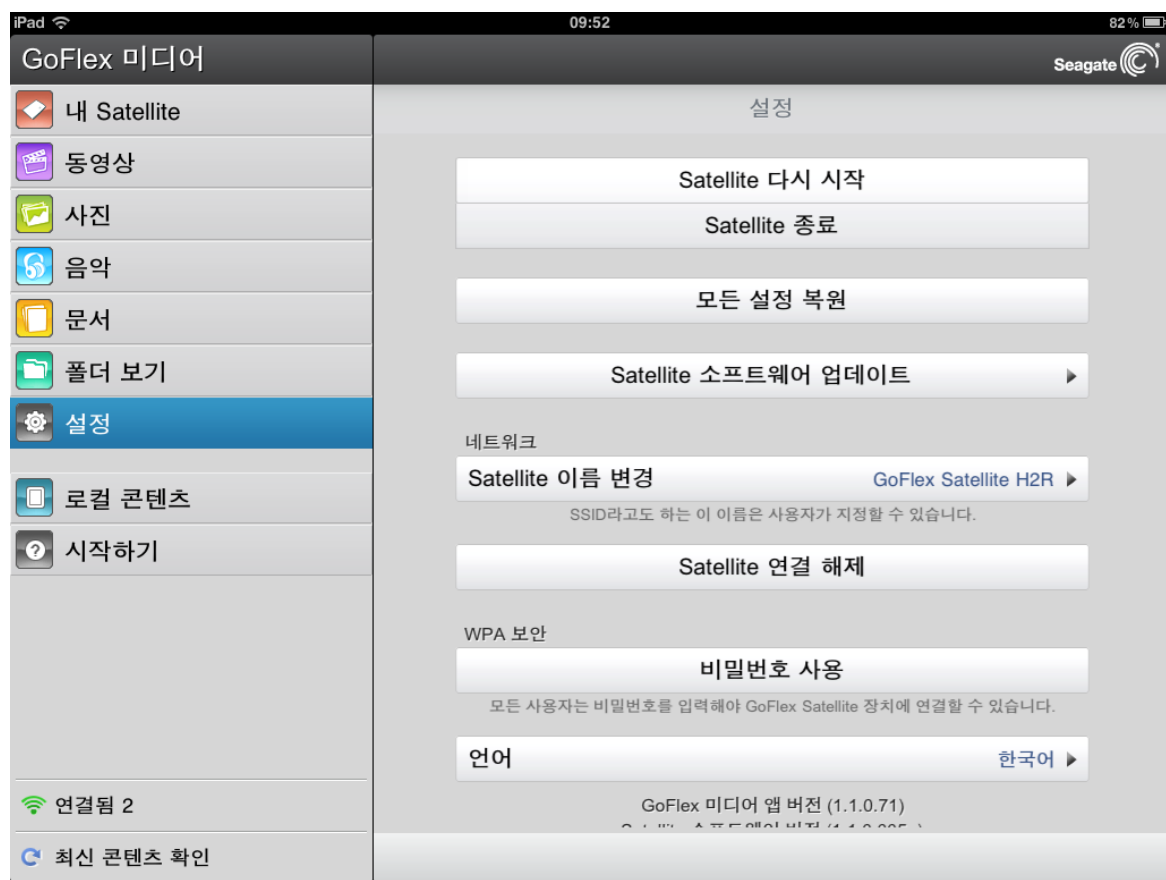 iPad 09:52 82%
GoFlex 미디어
Seagate
내 Satellite
동영상
사진
음악
문서
폴더 보기
설정
로컬 콘텐츠
시작하기
연결됨 2
최신 콘텐츠 확인
설정
Satellite 다시 시작
Satellite 종료
모든 설정 복원
Satellite 소프트웨어 업데이트
네트워크
Satellite 이름 변경 GoFlex Satellite H2R
SSID라고도 하는 이 이름은 사용자가 지정할 수 있습니다.
Satellite 연결 해제
WPA 보안
비밀번호 사용
모든 사용자는 비밀번호를 입력해야 GoFlex Satellite 장치에 연결할 수 있습니다.
언어 한국어
GoFlex 미디어 앱 버전 (1.1.0.71)